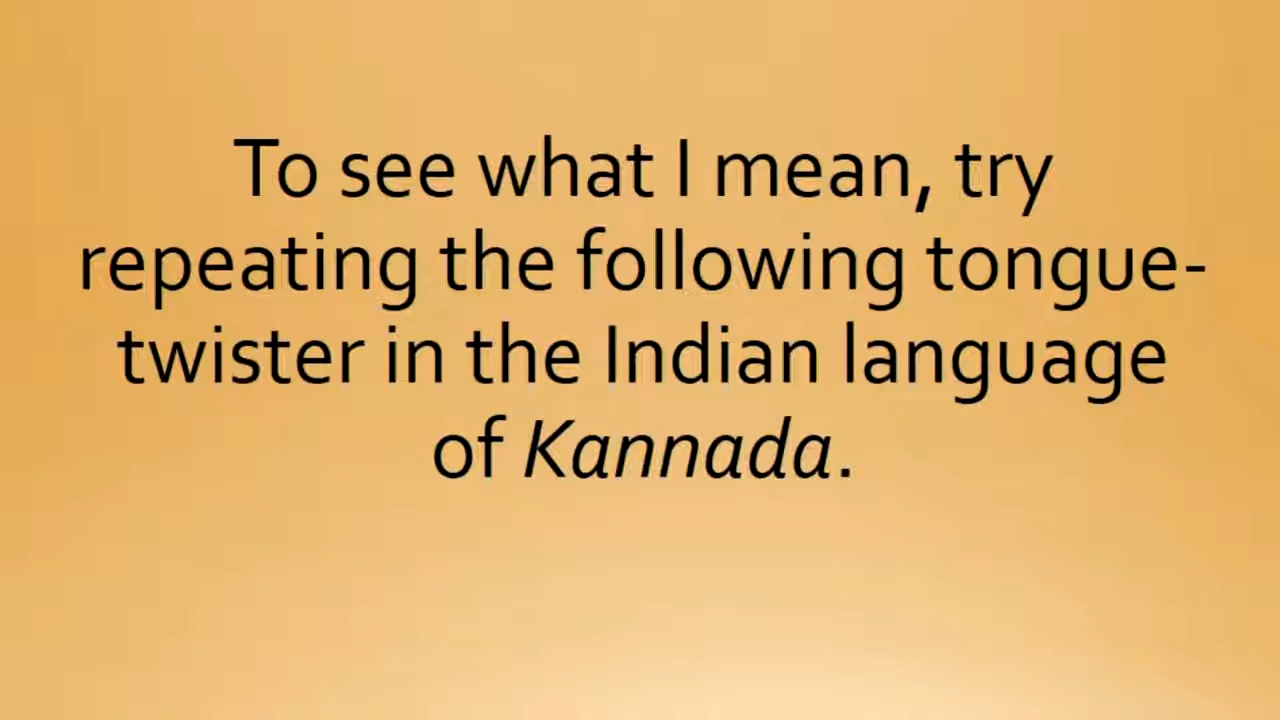 To see what I mean, try
repeating the following tongue-
twister in the Indian language
of Kannada.